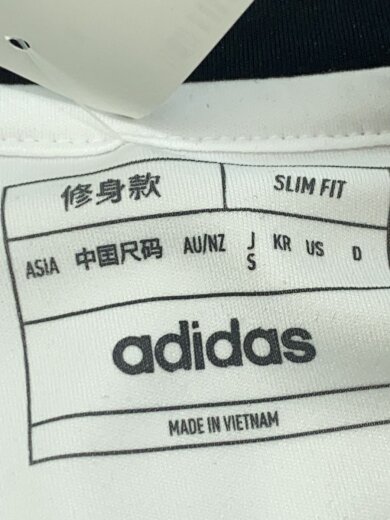 修身款 SLIM FIT
ASIA 中国尺码 AU/NZ J KR US D
S
adidas
MADE IN VIETNAM